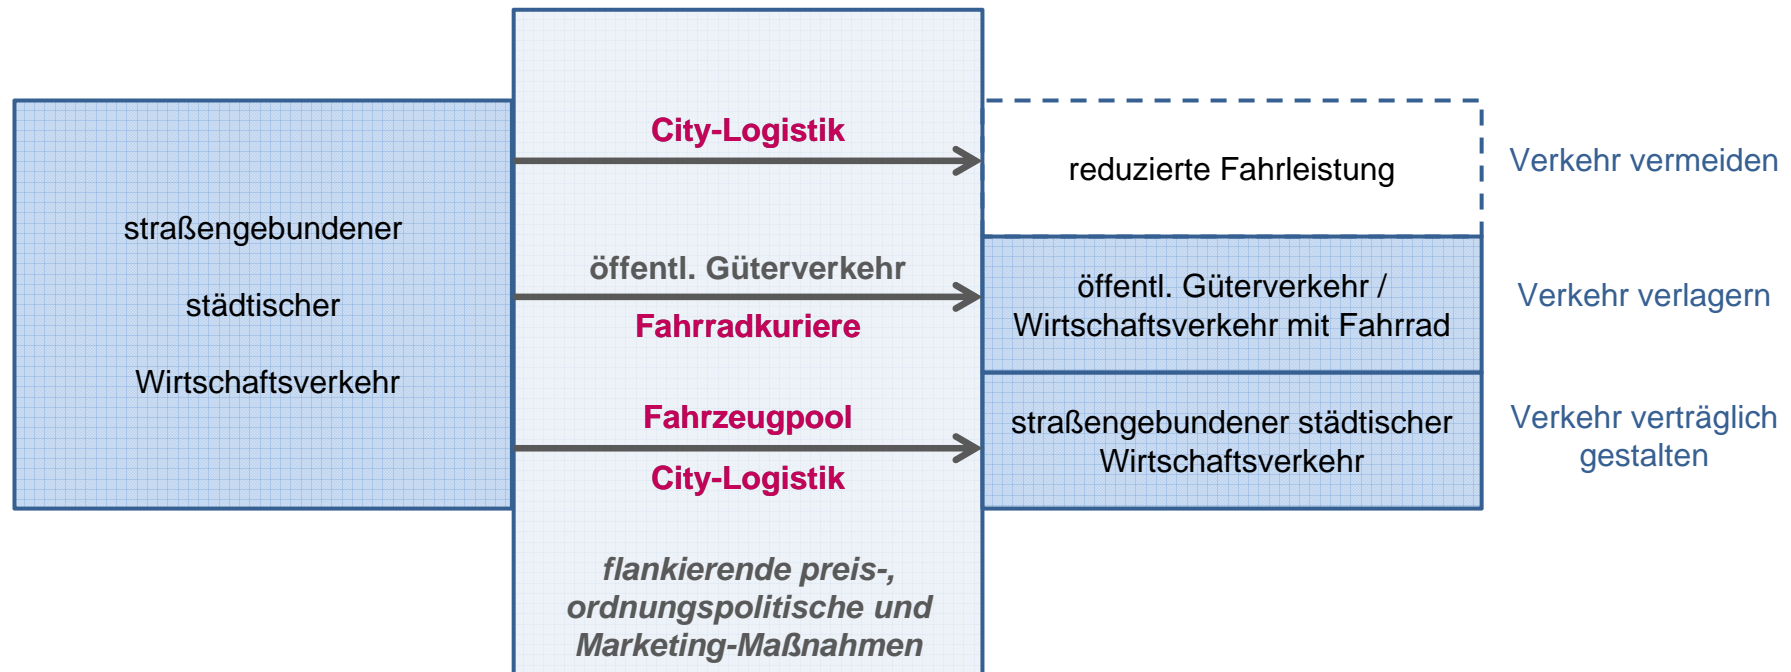 straßengebundener
städtischer
Wirtschaftsverkehr
City-Logistik
öffentl. Güterverkehr
Fahrradkuriere
Fahrzeugpool
City-Logistik
flankierende preis-,
ordnungspolitische und
Marketing-Maßnahmen
reduzierte Fahrleistung
öffentl. Güterverkehr /
Wirtschaftsverkehr mit Fahrrad
straßengebundener städtischer
Wirtschaftsverkehr
Verkehr vermeiden
Verkehr verlagern
Verkehr verträglich
gestalten